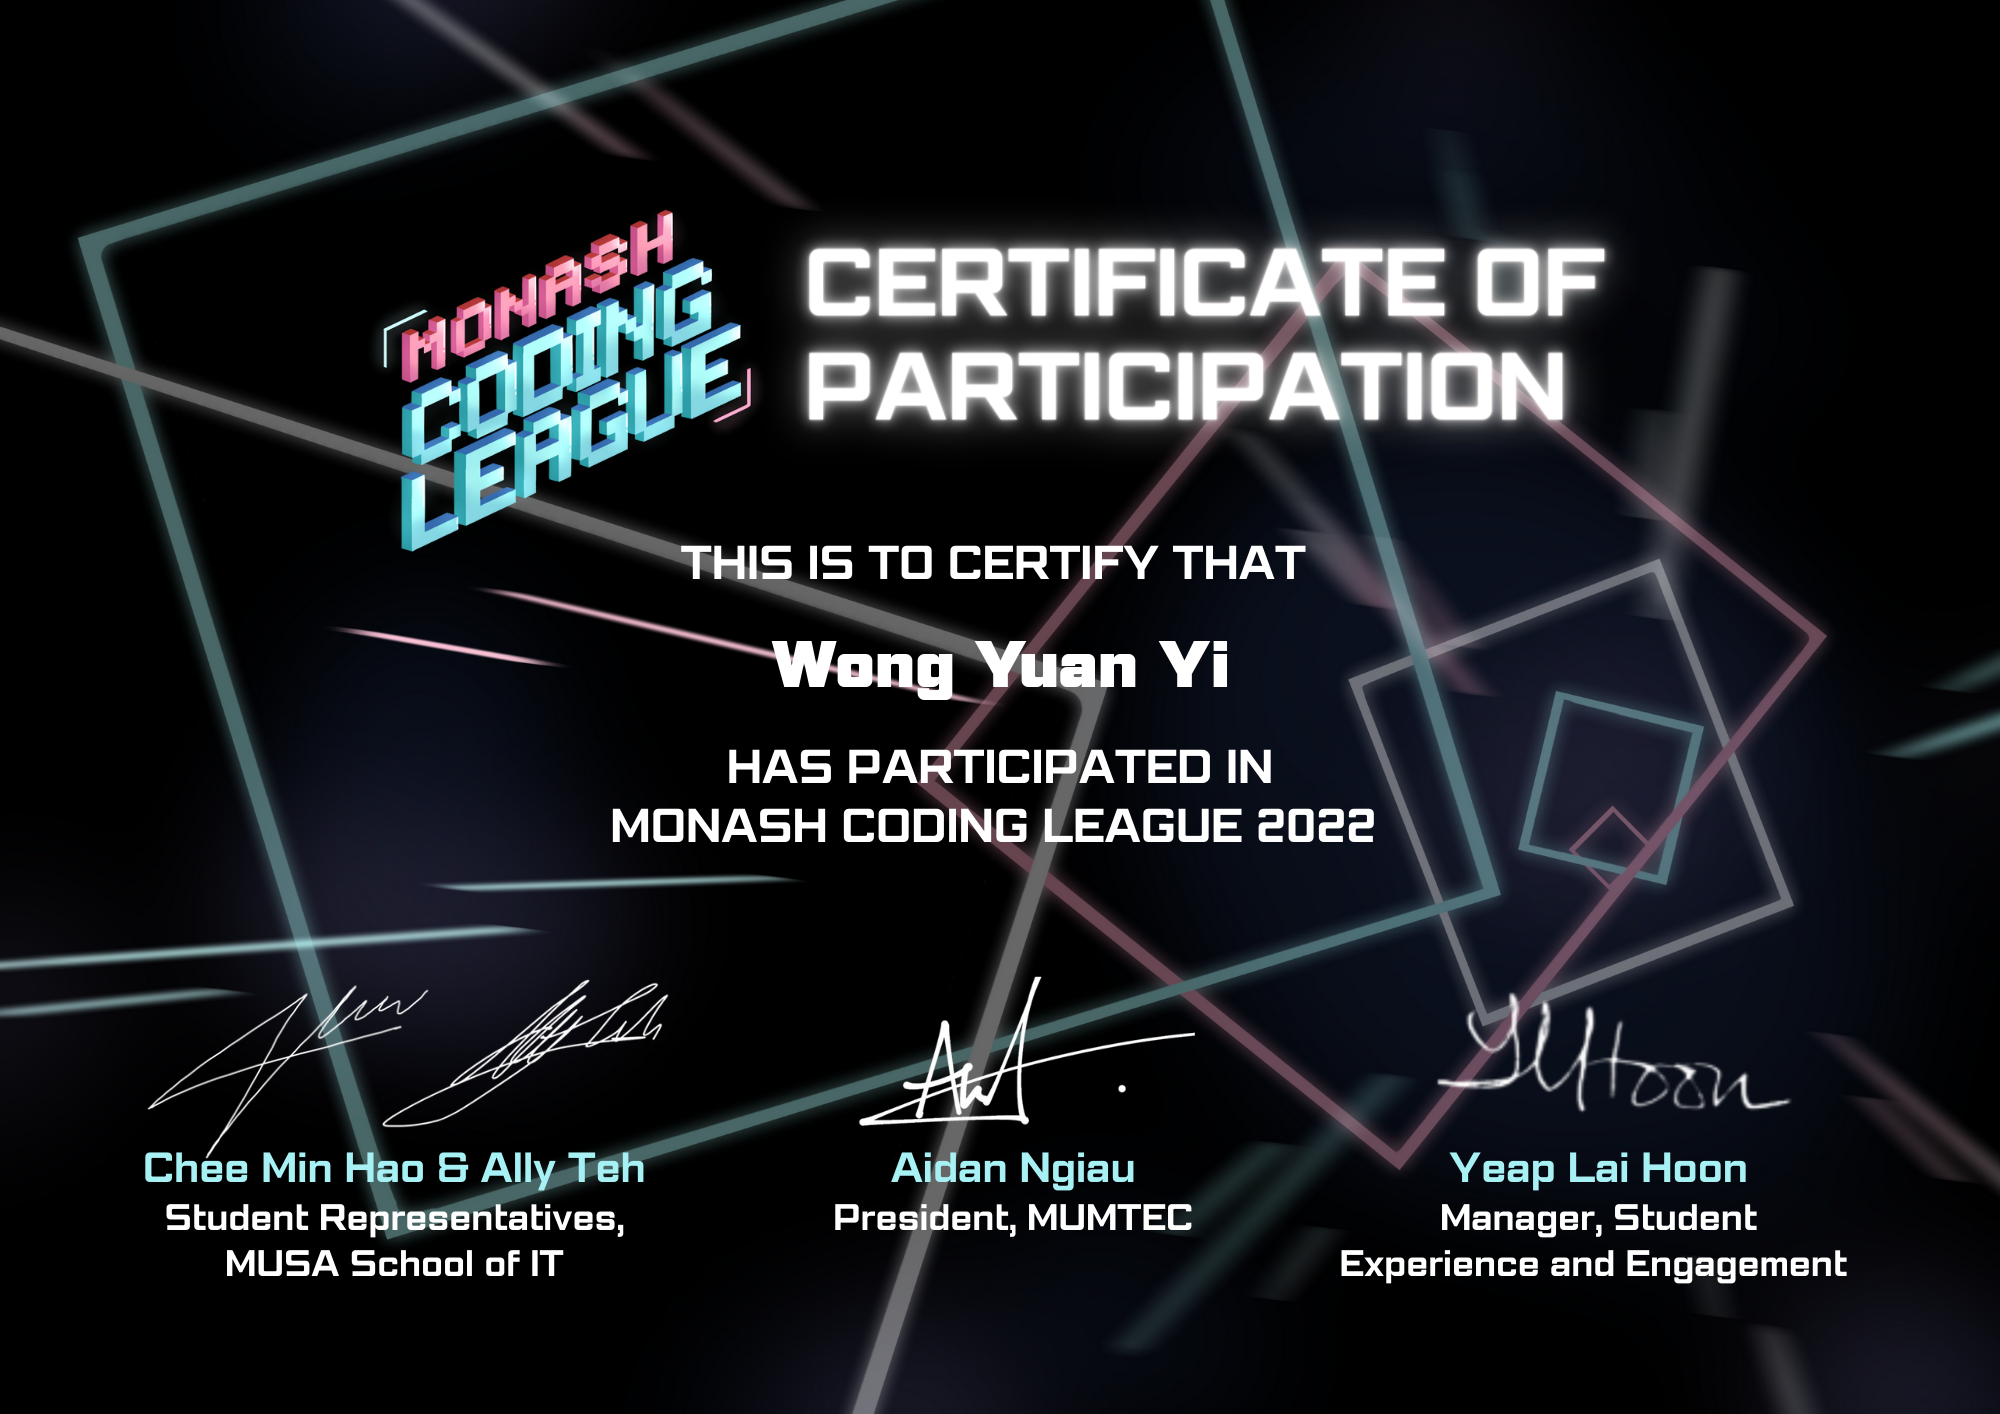 MONASH
CODING
LEAGUE
CERTIFICATE OF
PARTICIPATION
THIS IS TO CERTIFY THAT
Wong Yuan Yi
HAS PARTICIPATED IN
MONASH CODING LEAGUE 2022
Chee Min Hao & Ally Teh
Student Representatives,
MUSA School of IT
Aidan Ngiau
President, MUMTEC
YLHoon
Yeap Lai Hoon
Manager, Student
Experience and Engagement